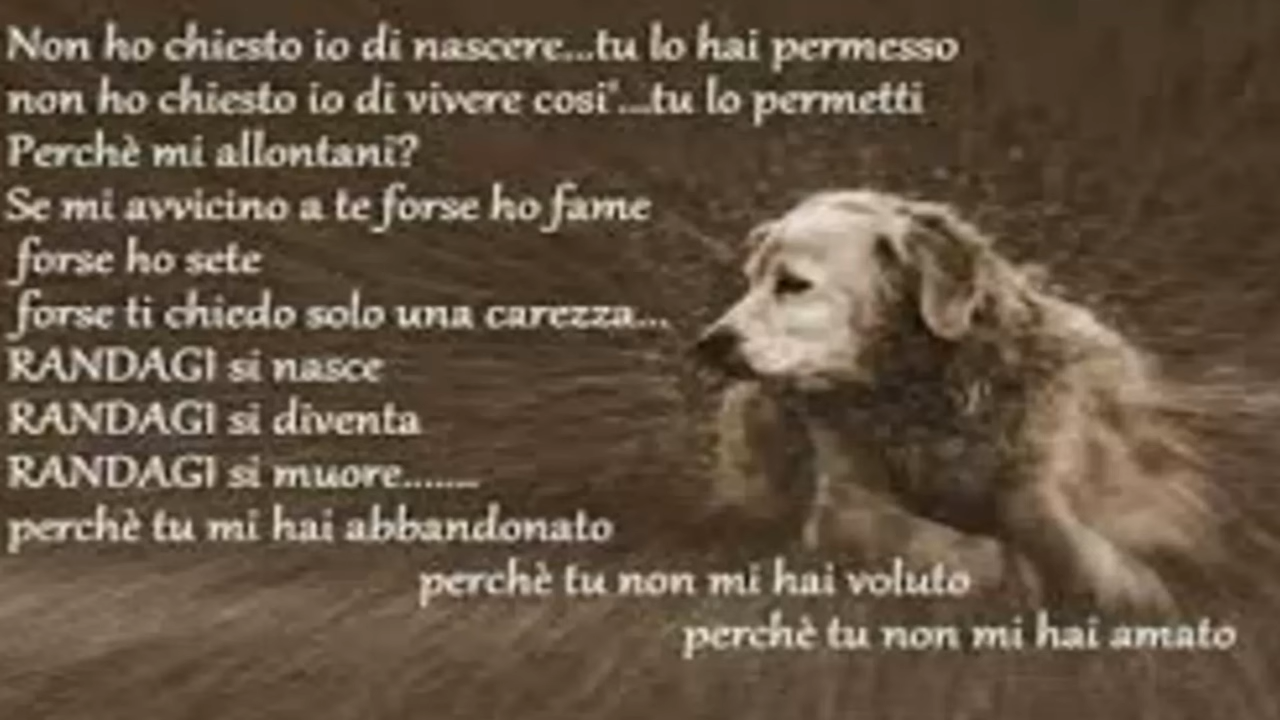 Non ho chiesto io di nascere...tu lo hai permesso
non ho chiesto io di vivere cosi'...tu lo permetti
Perchè mi allontani?
Se mi avvicino a te forse ho fame
forse ho sete
forse ti chiedo solo una carezza...
RANDAGI si nasce
RANDAGI si diventa
RANDAGI si muore.......
perchè tu mi hai abbandonato
perchè tu non mi hai voluto
perchè tu non mi hai amato